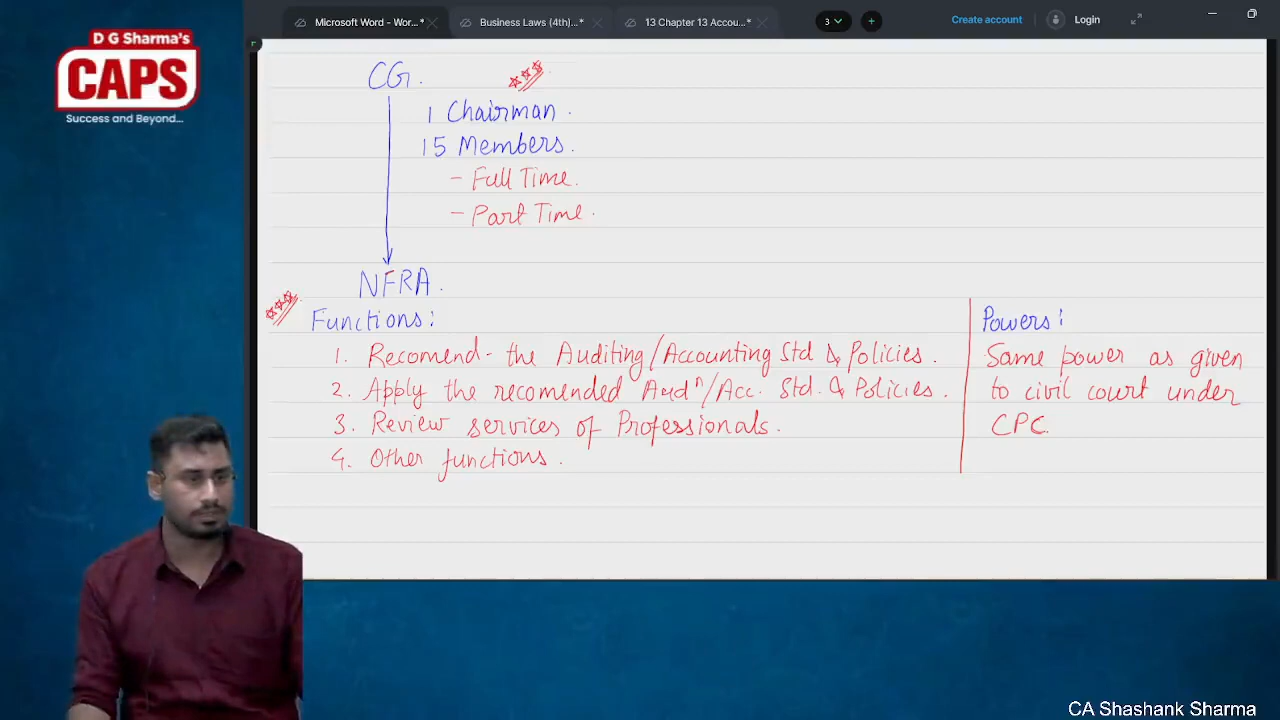 D G Sharma's
CAPS
Success and Beyond...
Microsoft Word - Wor...*
Business Laws (4th)...*
13 Chapter 13 Accou...*
3
Create account
Login
CG.
1 Chairman.
15 Members.
- Full Time.
- Part Time.
NFRA.
Functions:
1. Recomend - the Auditing/Accounting Std & Policies.
2. Apply the recomended Audⁿ/Acc. Std. & Policies.
3. Review services of Professionals.
4. Other functions.
Powers:
Same power as given
to civil court under
CPC.
CA Shashank Sharma